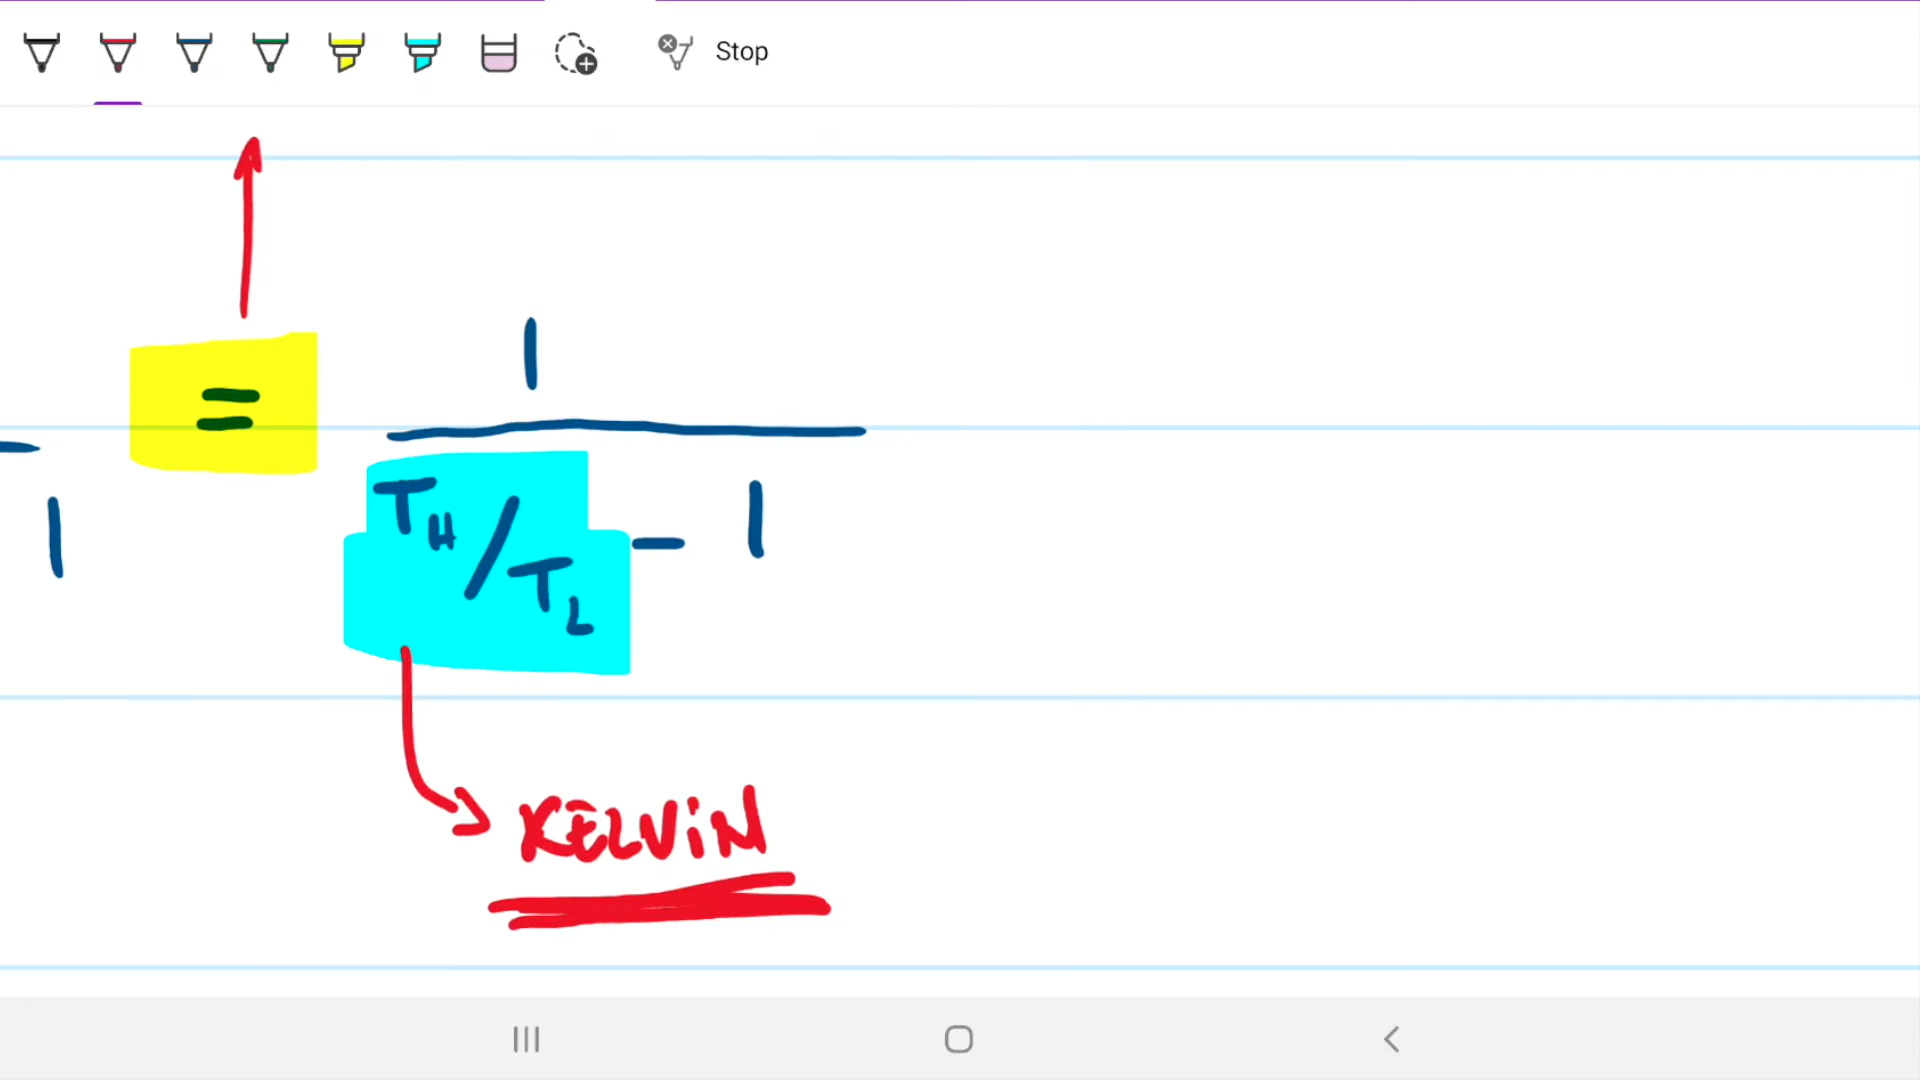 Stop
1
1 = T_H/T_L - 1
KELVIN